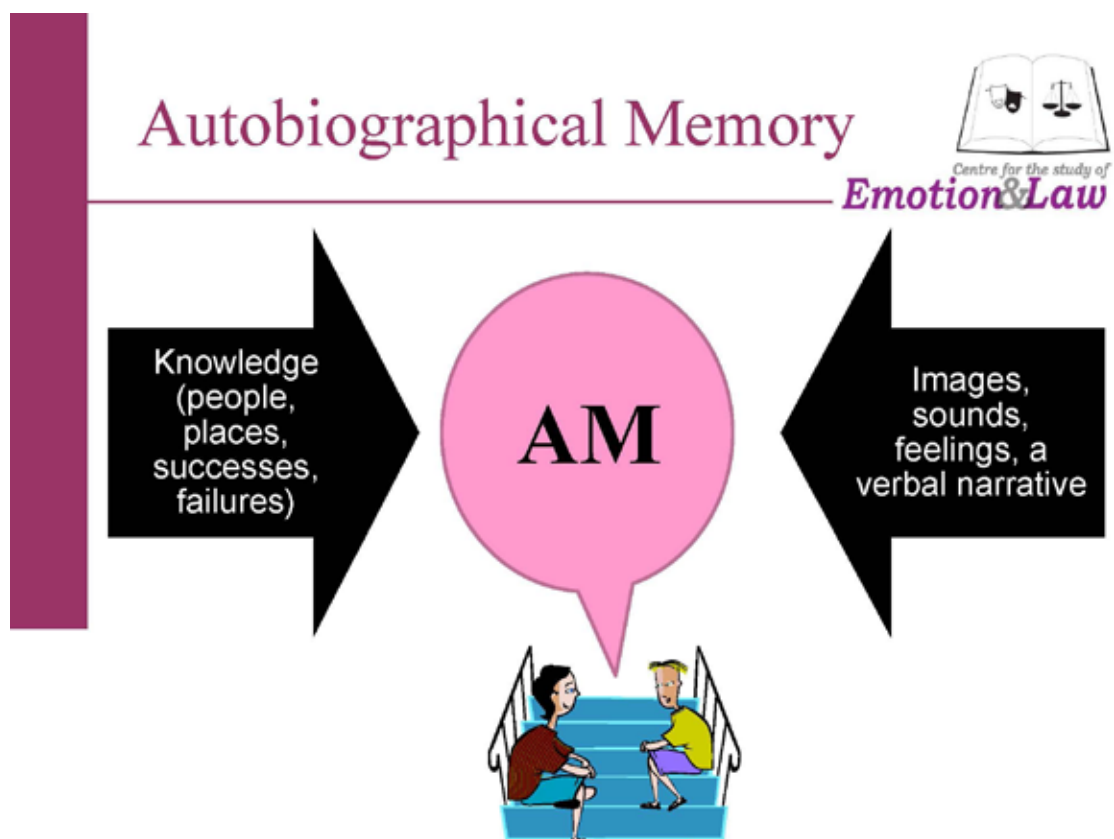 Autobiographical Memory
Centre for the study of
Emotion&Law
Knowledge
(people,
places,
successes,
failures)
AM
Images,
sounds,
feelings, a
verbal narrative